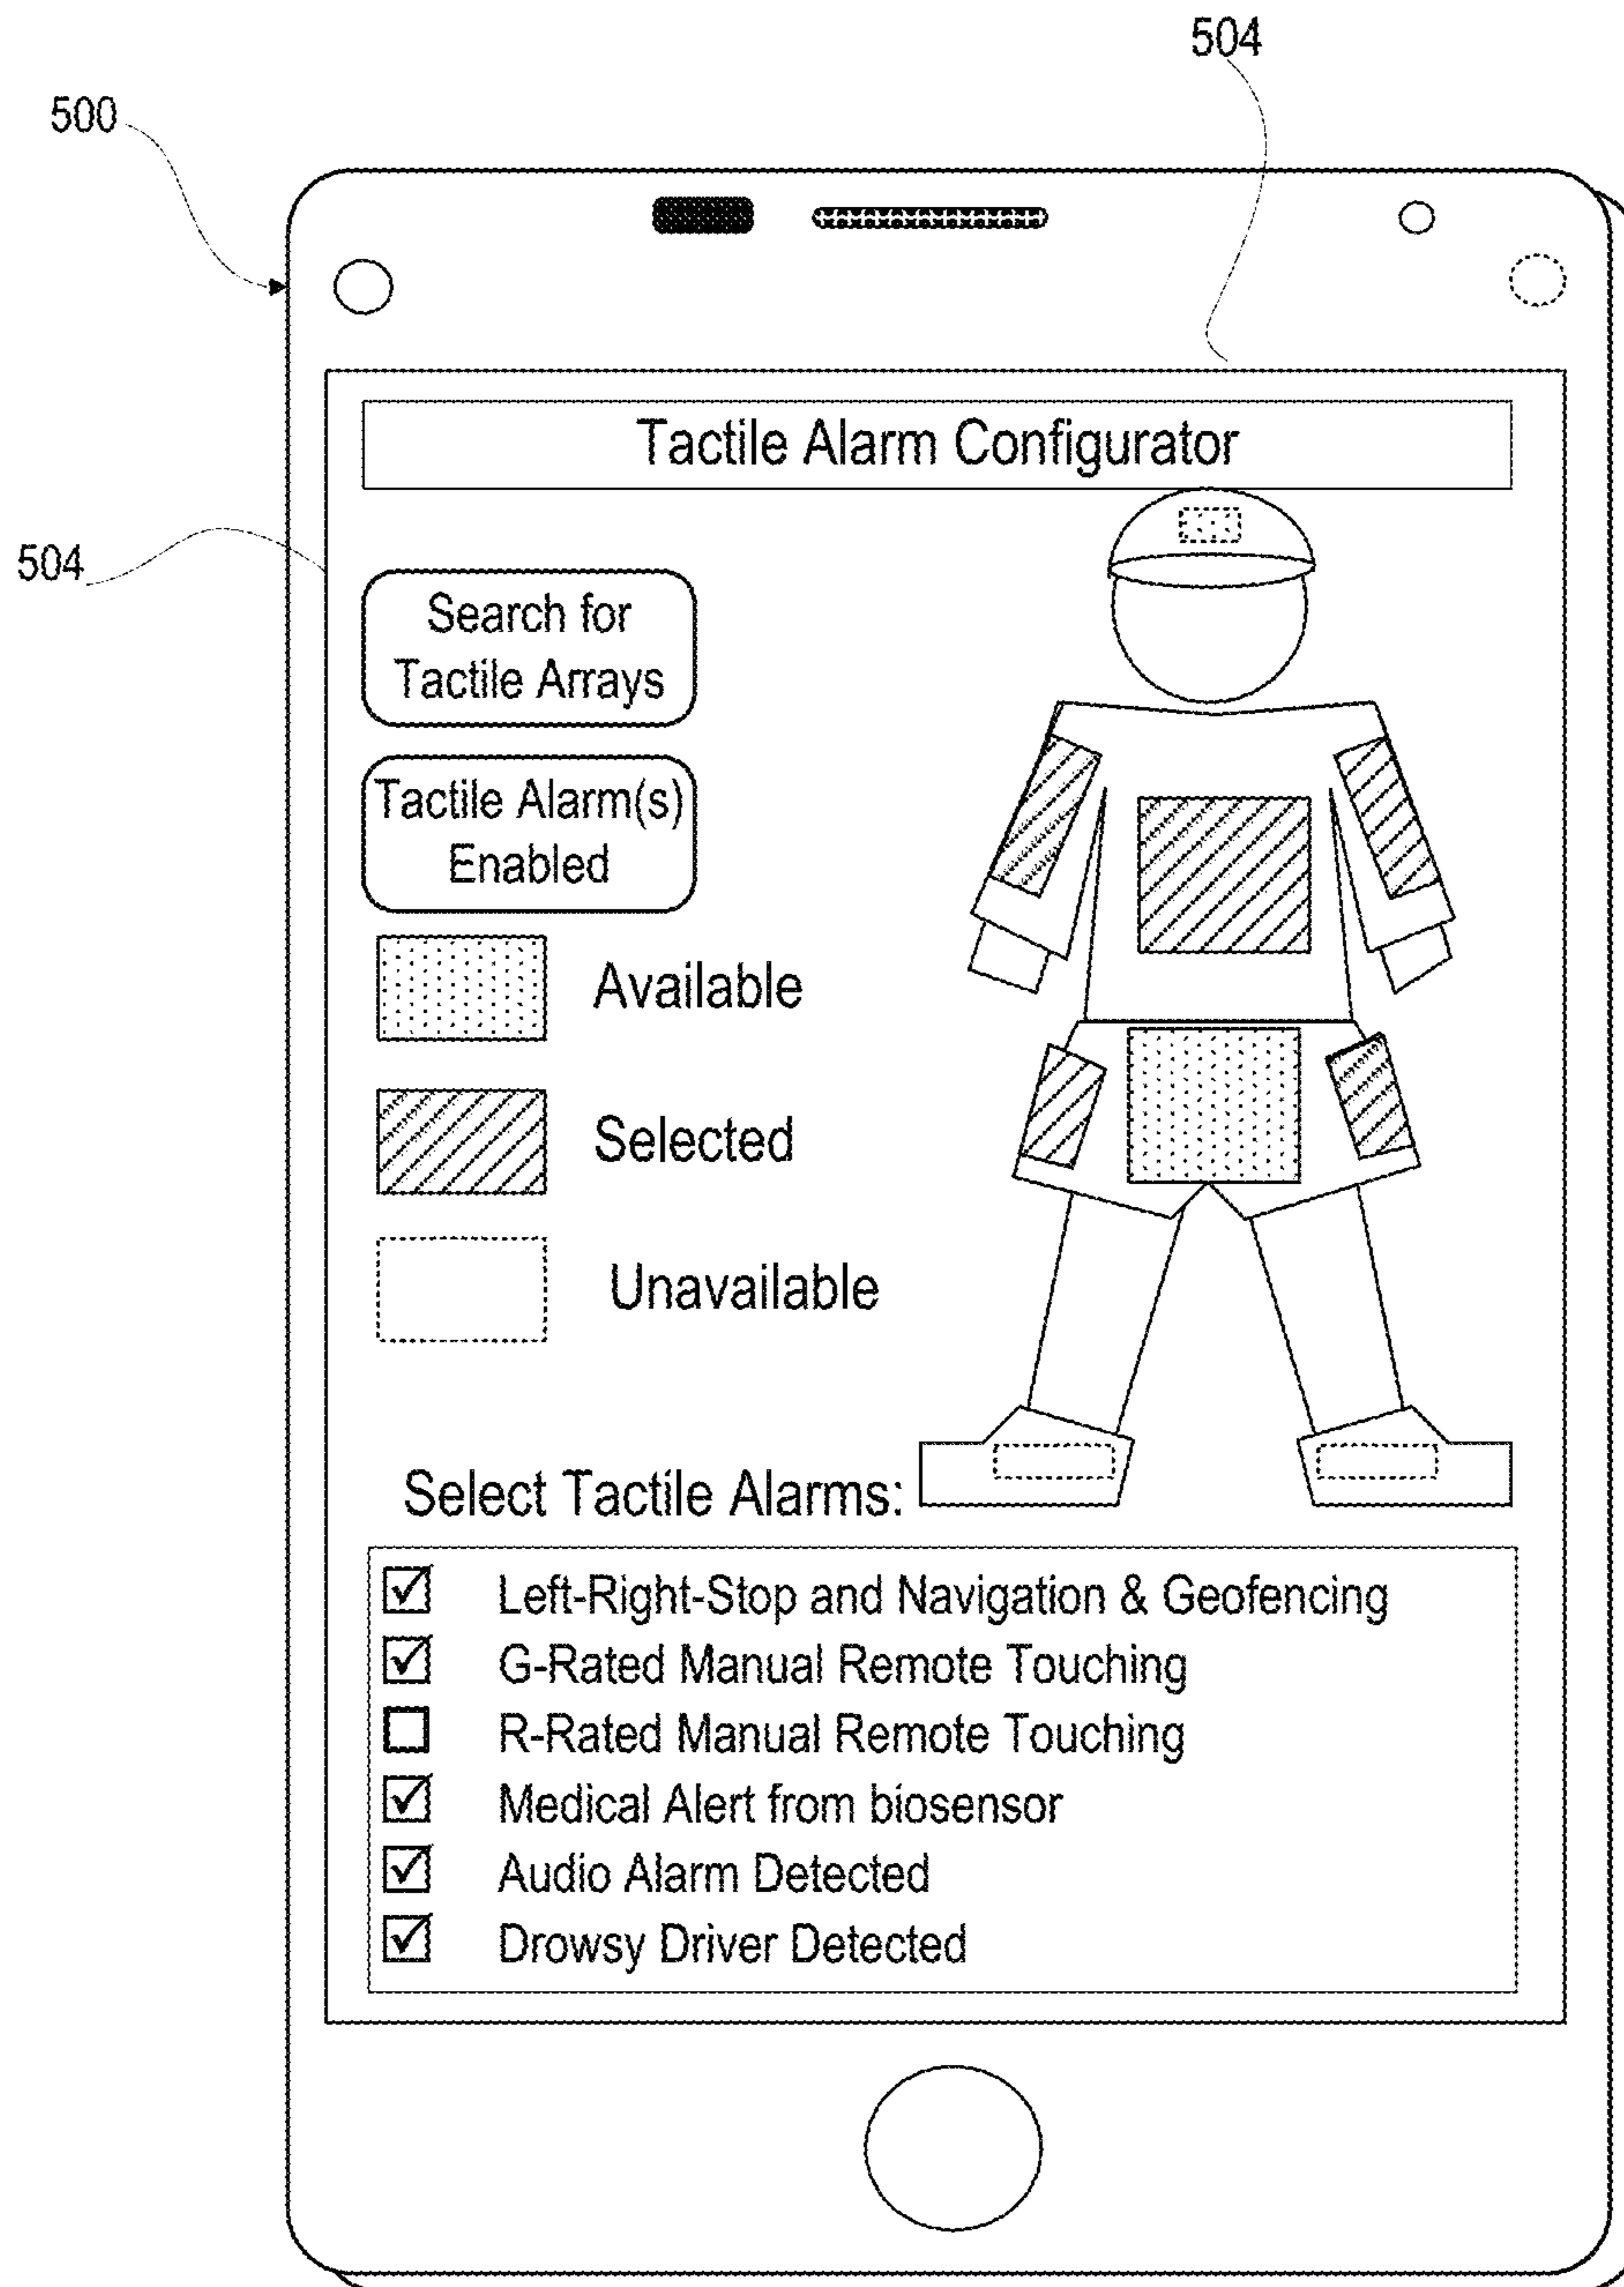 504
500
Tactile Alarm Configurator
504
Search for
Tactile Arrays
Tactile Alarm(s)
Enabled
Available
Selected
Unavailable
Select Tactile Alarms:
Left-Right-Stop and Navigation & Geofencing
G-Rated Manual Remote Touching
R-Rated Manual Remote Touching
Medical Alert from biosensor
Audio Alarm Detected
Drowsy Driver Detected